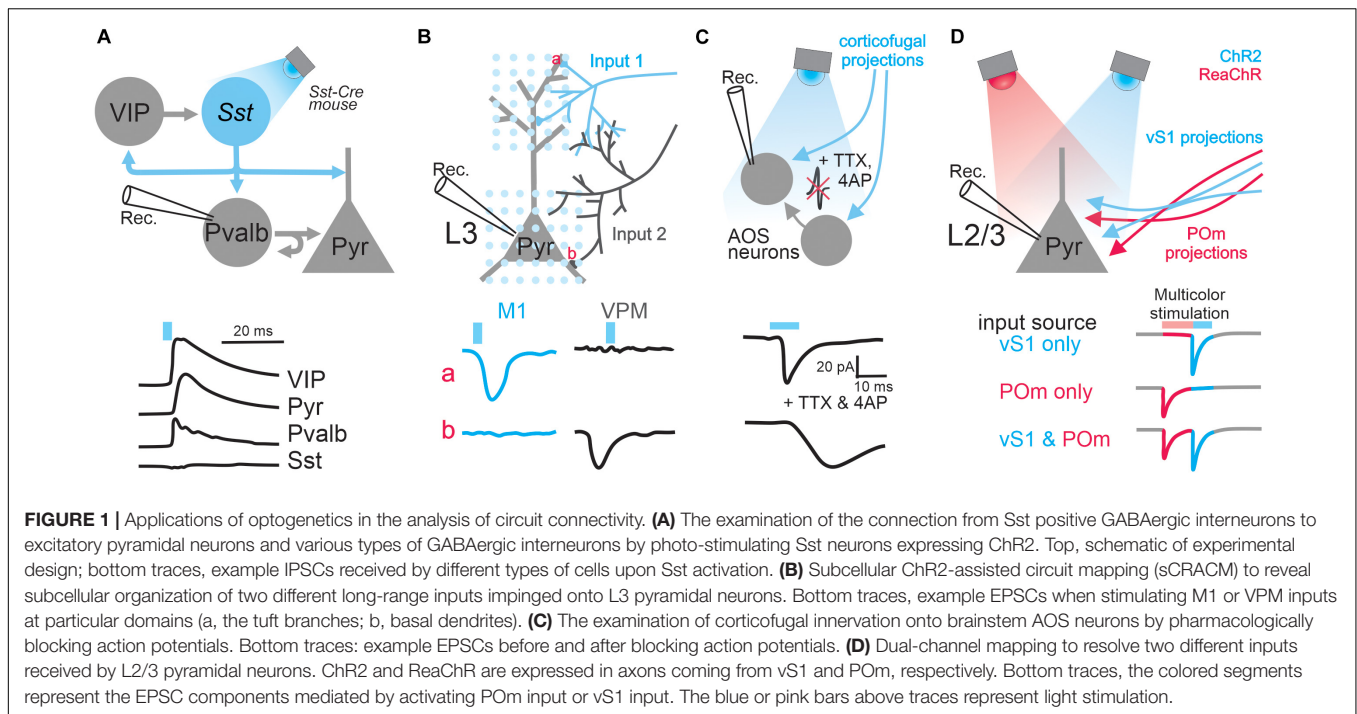 A
VIP
Sst
Sst-Cre
mouse
Rec.
Pvalb
Pyr
20 ms
VIP
Pyr
Pvalb
Sst
B
a
Input 1
Rec.
L3
Pyr
b
Input 2
M1
VPM
a
b
C
corticofugal
projections
Rec.
+ TTX,
4AP
AOS
neurons
20 pA
10 ms
+ TTX & 4AP
D
ChR2
ReaChR
vS1 projections
Rec.
L2/3
Pyr
POm
projections
Multicolor
stimulation
input source
vS1 only
POm only
vS1 & POm
FIGURE 1 | Applications of optogenetics in the analysis of circuit connectivity. (A) The examination of the connection from Sst positive GABAergic interneurons to
excitatory pyramidal neurons and various types of GABAergic interneurons by photo-stimulating Sst neurons expressing ChR2. Top, schematic of experimental
design; bottom traces, example IPSCs received by different types of cells upon Sst activation. (B) Subcellular ChR2-assisted circuit mapping (sCRACM) to reveal
subcellular organization of two different long-range inputs impinged onto L3 pyramidal neurons. Bottom traces, example EPSCs when stimulating M1 or VPM inputs
at particular domains (a, the tuft branches; b, basal dendrites). (C) The examination of corticofugal innervation onto brainstem AOS neurons by pharmacologically
blocking action potentials. Bottom traces: example EPSCs before and after blocking action potentials. (D) Dual-channel mapping to resolve two different inputs
received by L2/3 pyramidal neurons. ChR2 and ReaChR are expressed in axons coming from vS1 and POm, respectively. Bottom traces, the colored segments
represent the EPSC components mediated by activating POm input or vS1 input. The blue or pink bars above traces represent light stimulation.